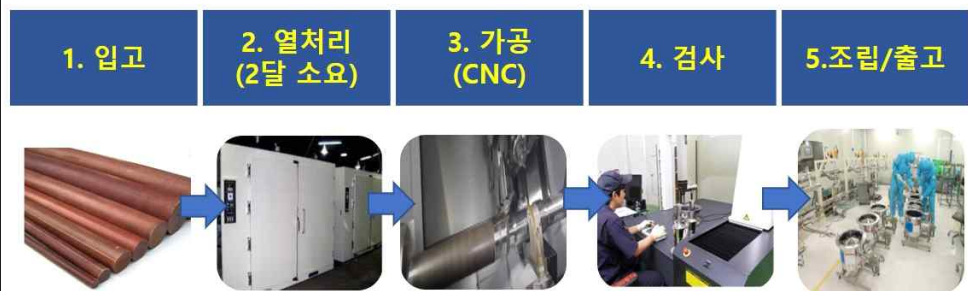 1. 입고
2. 열처리
(2달 소요)
3. 가공
(CNC)
4. 검사
5.조립/출고